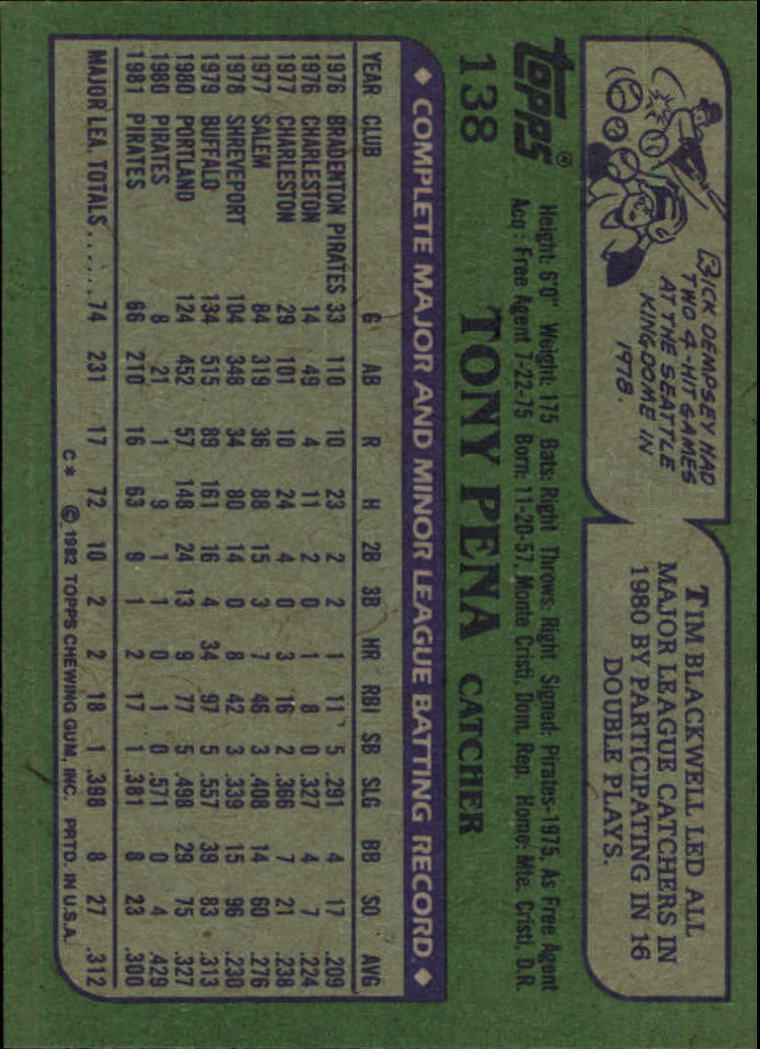 RICK DEMPSEY HAD
TWO 4-HIT GAMES
AT THE SEATTLE
KINGDOME IN
1978.
TIM BLACKWELL LED ALL
MAJOR LEAGUE CATCHERS IN
1980 BY PARTICIPATING IN 16
DOUBLE PLAYS.
topps®
138
Height: 6'0" Weight: 175 Bats: Right Throws: Right Signed: Pirates-1975, As Free Agent
Acq: Free Agent 7-22-75 Born: 11-20-57, Monte Cristi, Dom. Rep. Home: Mte. Cristi, D.R.
TONY PENA CATCHER
◆ COMPLETE MAJOR AND MINOR LEAGUE BATTING RECORD ◆
YEAR CLUB G AB R H 2B 3B HR RBI SB SLG BB SO AVG
1976 BRADENTON PIRATES 33 110 10 23 2 2 1 11 5 .291 4 17 .209
1976 CHARLESTON 14 49 4 11 2 0 1 8 0 .327 4 7 .224
1977 CHARLESTON 29 101 10 24 4 0 3 16 2 .366 7 21 .238
1977 SALEM 84 319 36 88 15 3 7 46 3 .408 14 60 .276
1978 SHREVEPORT 104 348 34 80 14 0 8 42 3 .339 15 96 .230
1979 BUFFALO 134 515 89 161 16 4 34 97 5 .557 39 83 .313
1980 PORTLAND 124 452 57 148 24 13 9 77 5 .498 29 75 .327
1980 PIRATES 8 21 1 9 1 1 0 1 0 .571 0 4 .429
1981 PIRATES 66 210 16 63 9 1 2 17 1 .381 8 23 .300
MAJOR LEA. TOTALS . . . . . 74 231 17 72 10 2 2 18 1 .398 8 27 .312
C* © 1982 TOPPS CHEWING GUM, INC. PRTD. IN U.S.A.